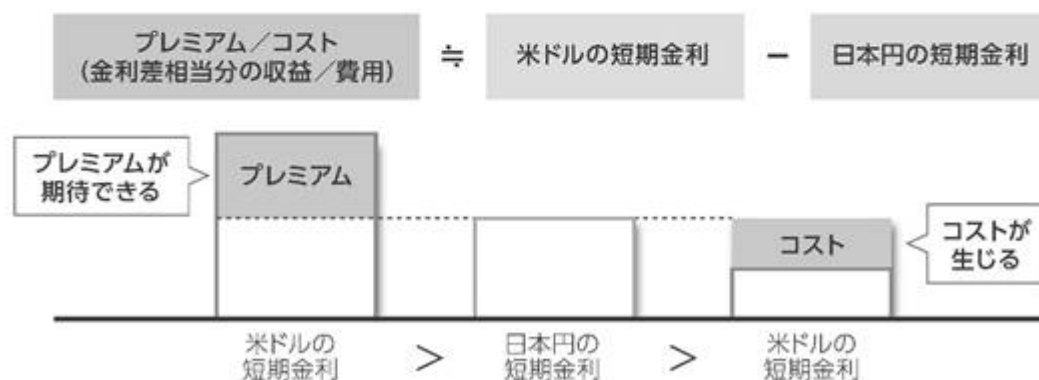 プレミアム／コスト
（金利差相当分の収益／費用）
≒
米ドルの短期金利
－
日本円の短期金利
プレミアムが
期待できる
プレミアム
コスト
コストが
生じる
米ドルの
短期金利
＞
日本円の
短期金利
＞
米ドルの
短期金利